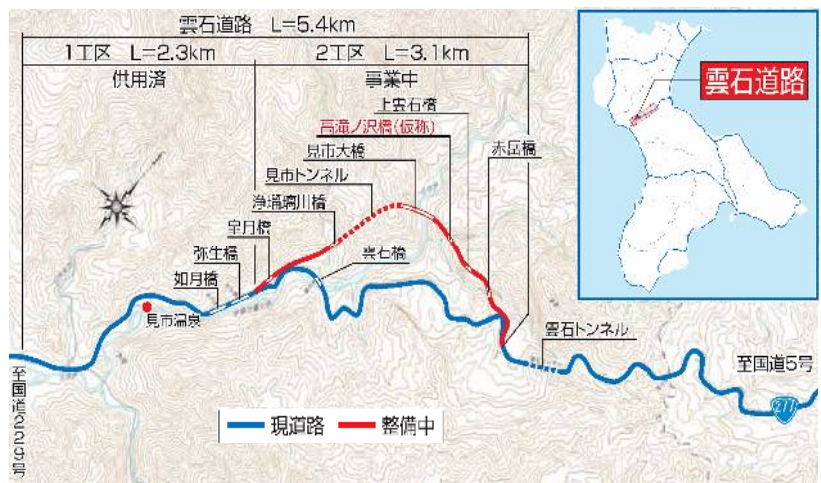 雲石道路 L=5.4km
1工区 L=2.3km
2工区 L=3.1km
供用済
事業中
上雲石橋
高滝ノ沢橋(仮称)
見市大橋
赤岳橋
見市トンネル
浄瑠璃川橋
皐月橋
弥生橋
雲石橋
如月橋
見市温泉
雲石トンネル
至国道5号
至国道229号
277
現道路
整備中
雲石道路